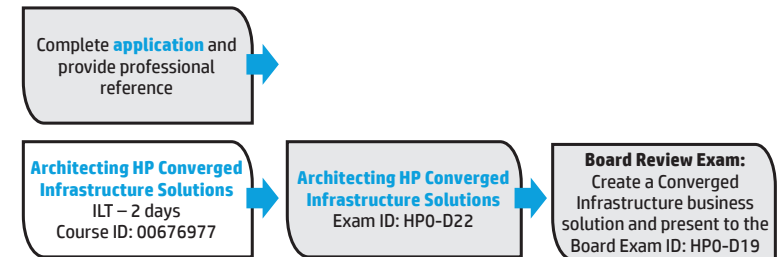 Complete application and
provide professional
reference
Architecting HP Converged
Infrastructure Solutions
ILT – 2 days
Course ID: 00676977
Architecting HP Converged
Infrastructure Solutions
Exam ID: HP0-D22
Board Review Exam:
Create a Converged
Infrastructure business
solution and present to the
Board Exam ID: HP0-D19